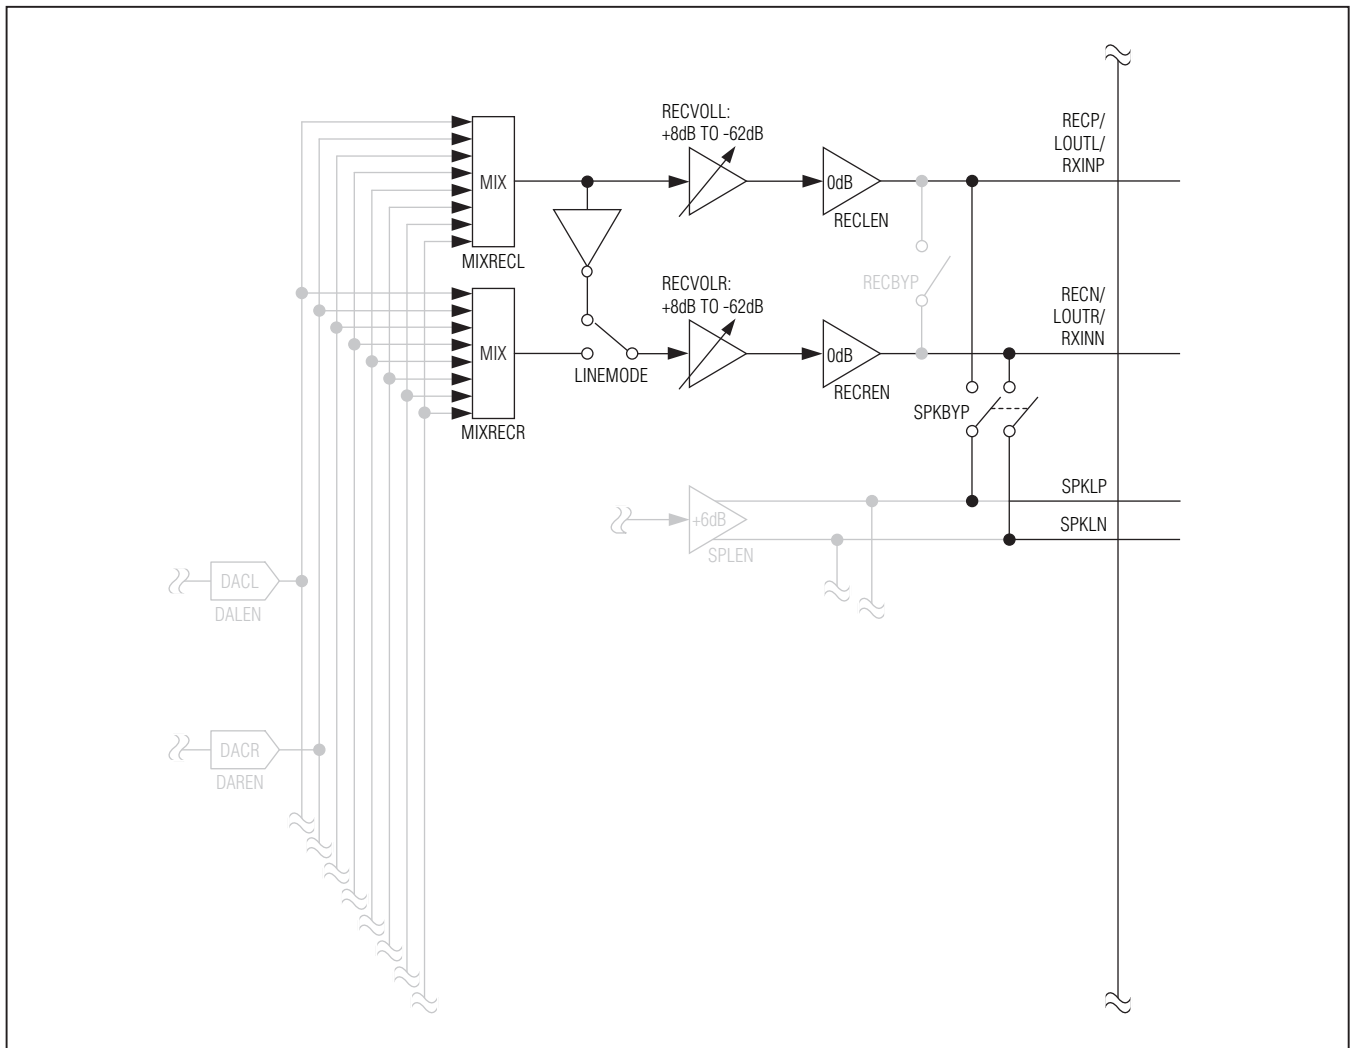 RECVOLL:
+8dB TO -62dB
RECP/
LOUTL/
RXINP
MIX
0dB
RECLEN
MIXRECL
RECVOLR:
+8dB TO -62dB
RECBYP
RECN/
LOUTR/
RXINN
MIX
0dB
LINEMODE
RECREN
MIXRECR
SPKBYP
SPKLP
+6dB
SPKLN
SPLEN
DACL
DALEN
DACR
DAREN